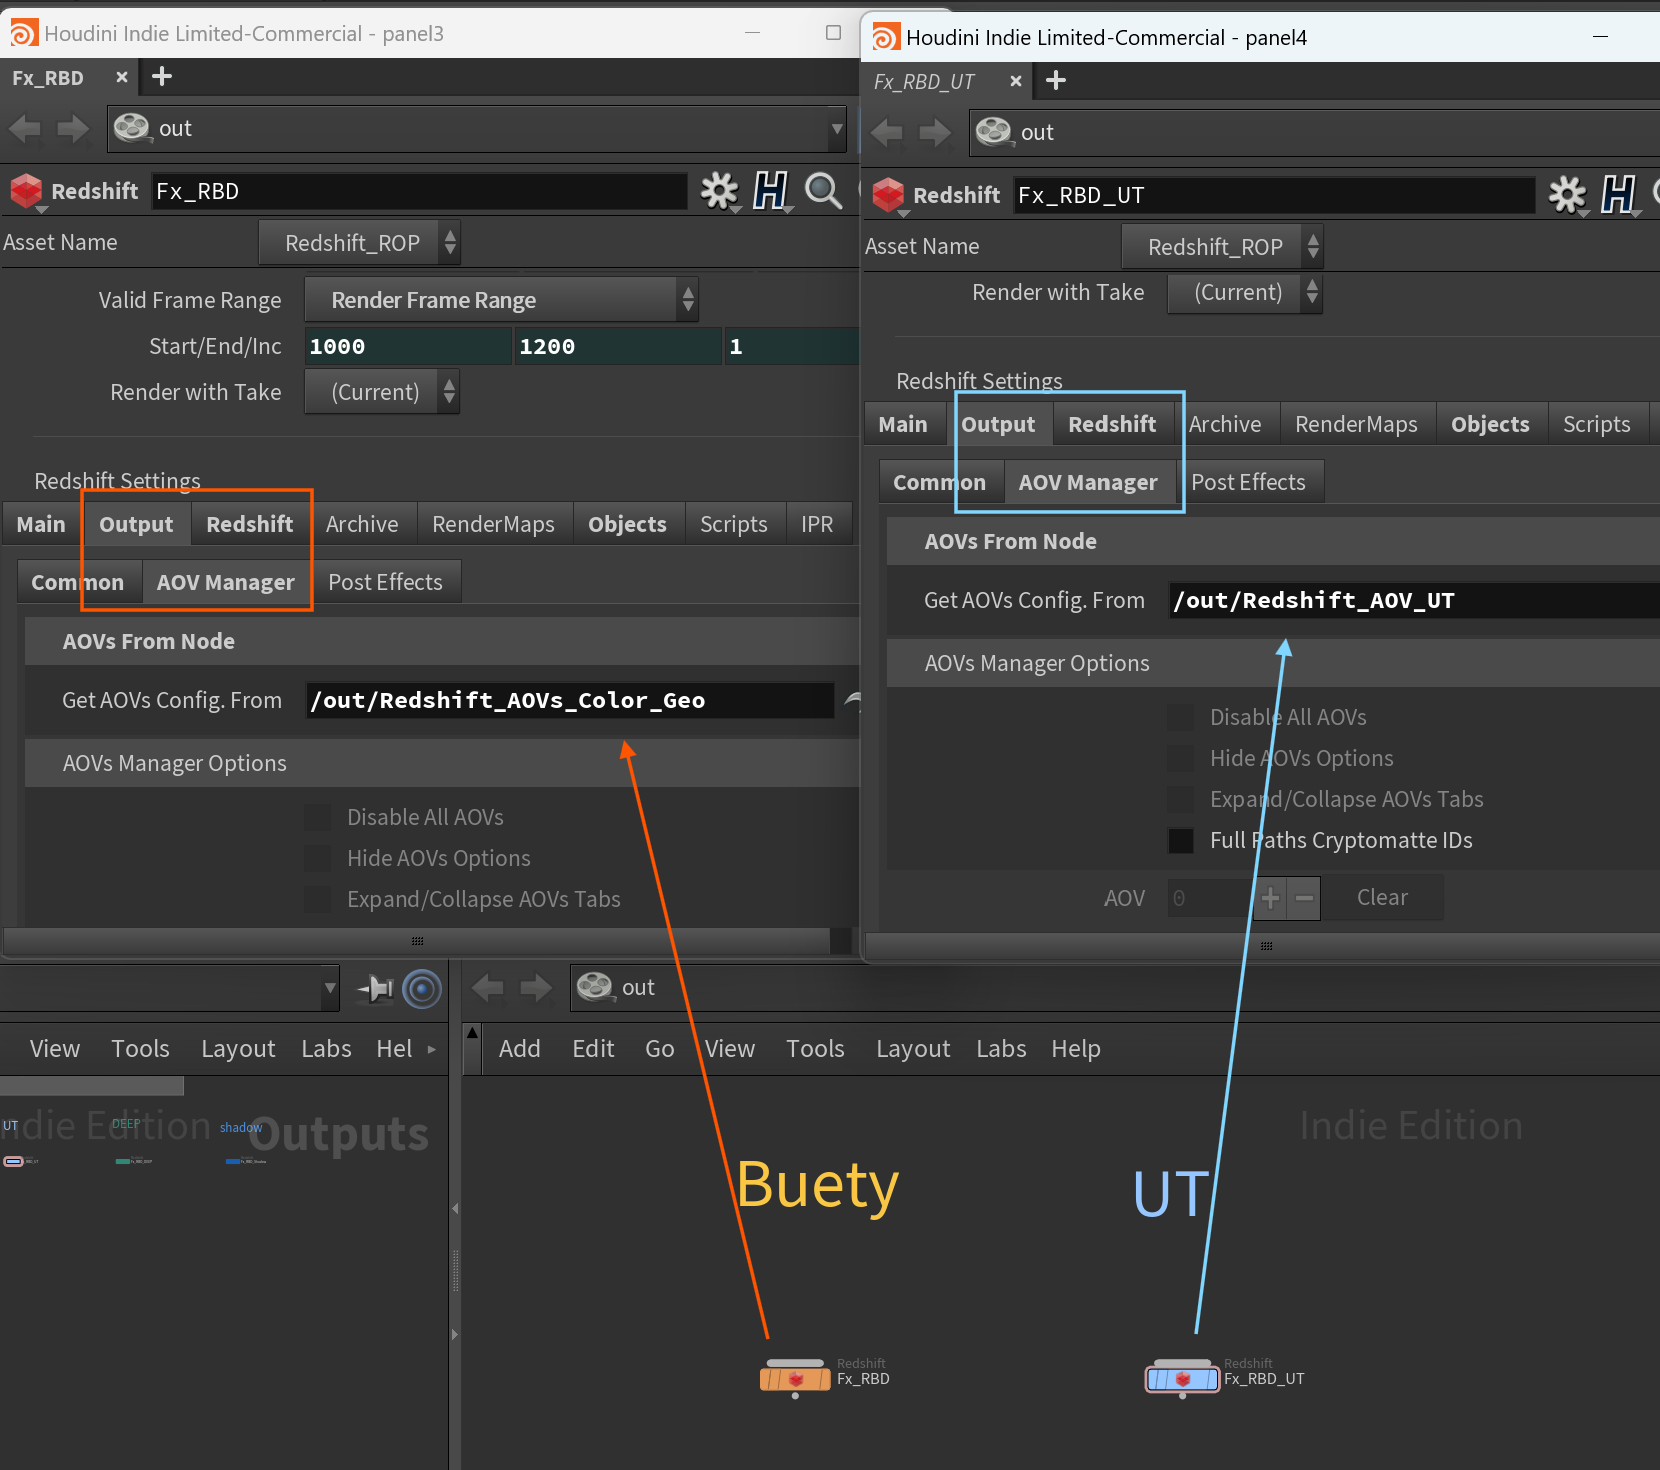 Houdini Indie Limited-Commercial - panel3
Fx_RBD
out
Redshift Fx_RBD
Asset Name Redshift_ROP
Valid Frame Range Render Frame Range
Start/End/Inc 1000 1200 1
Render with Take (Current)
Redshift Settings
Main Output Redshift Archive RenderMaps Objects Scripts IPR
Common AOV Manager Post Effects
AOVs From Node
Get AOVs Config. From /out/Redshift_AOVs_Color_Geo
AOVs Manager Options
Disable All AOVs
Hide AOVs Options
Expand/Collapse AOVs Tabs
Houdini Indie Limited-Commercial - panel4
Fx_RBD_UT
out
Redshift Fx_RBD_UT
Asset Name Redshift_ROP
Render with Take (Current)
Redshift Settings
Main Output Redshift Archive RenderMaps Objects Scripts
Common AOV Manager Post Effects
AOVs From Node
Get AOVs Config. From /out/Redshift_AOV_UT
AOVs Manager Options
Disable All AOVs
Hide AOVs Options
Expand/Collapse AOVs Tabs
Full Paths Cryptomatte IDs
AOV 0 Clear
View Tools Layout Labs Hel
ndie Edition
Outputs
UT
DEEP
shadow
out
Add Edit Go View Tools Layout Labs Help
Indie Edition
Buety
UT
Redshift
Fx_RBD
Redshift
Fx_RBD_UT